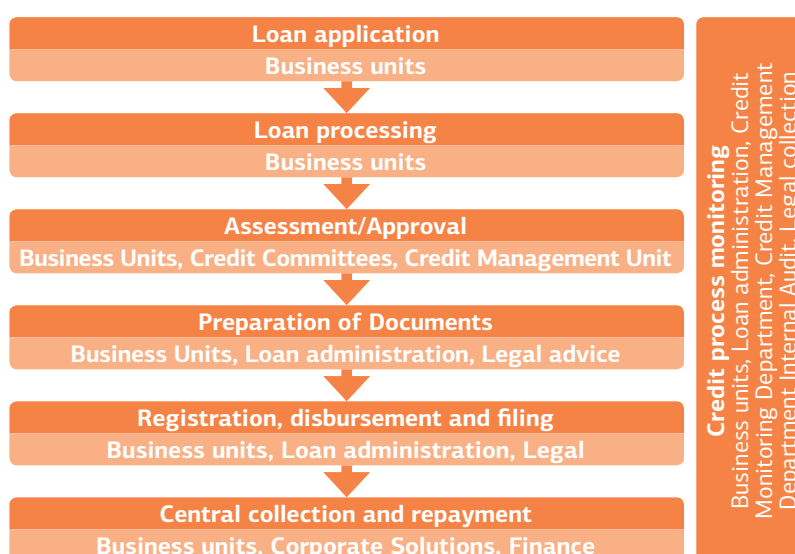 Loan application
Business units
Loan processing
Business units
Assessment/Approval
Business Units, Credit Committees, Credit Management Unit
Preparation of Documents
Business Units, Loan administration, Legal advice
Registration, disbursement and filing
Business units, Loan administration, Legal
Central collection and repayment
Business units, Corporate Solutions, Finance
Credit process monitoring
Business units, Loan administration, Credit
Monitoring Department, Credit Management
Department Internal Audit, Legal collection